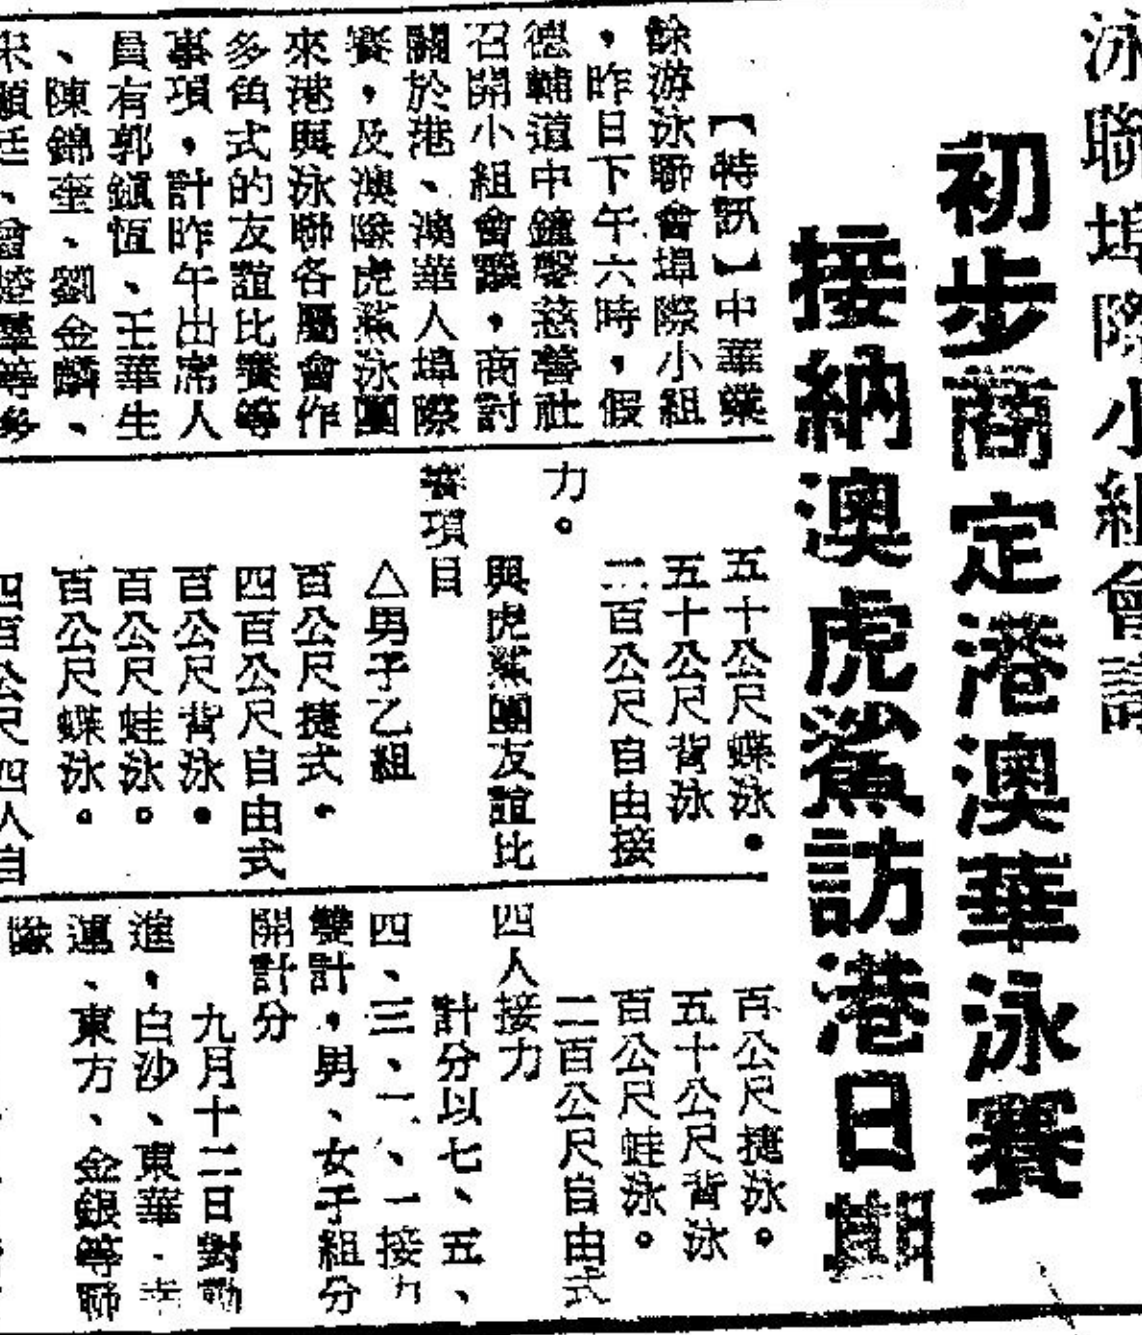 泳聯埠際小組會議
初步商定港澳華泳賽
接納澳虎鯊訪港日期
【特訊】中華業
餘游泳聯會埠際小組
，昨日下午六時，假
德輔道中鐘聲慈善社
召開小組會議，商討
關於港、澳華人埠際
賽，及澳門虎鯊泳團
來港與泳聯各屬會作
多角式的友誼比賽等
事項，計昨午出席人
員有郭鎮恆、王華生
、陳錦奎、劉金麟、
五十公尺蝶泳。
五十公尺背泳
二百公尺自由接
力。
與虎鯊團友誼比
賽項目
△男子乙組
百公尺捷式。
四百公尺自由式
百公尺背泳。
百公尺蛙泳。
百公尺蝶泳。
四百公尺四人自
百公尺捷泳。
五十公尺背泳
百公尺蛙泳。
二百公尺自由式
四人接力
計分以七、五、
四、三、二、一接力
雙計，男、女子組分
開計分
九月十二日對勵
進，白沙、東華
、東方、金銀等聯
隊